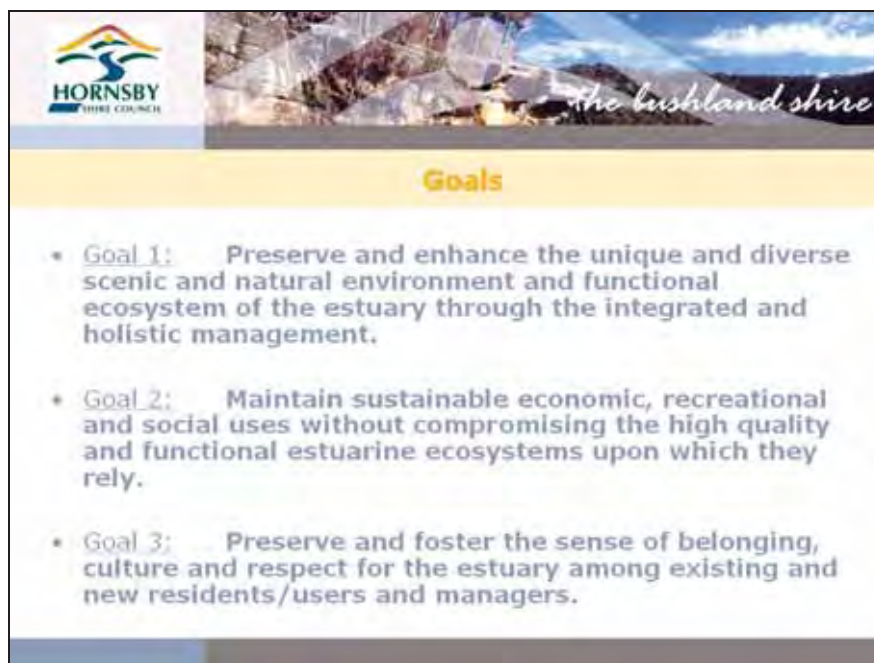 HORNSBY
SHIRE COUNCIL
the bushland shire
Goals
• Goal 1: Preserve and enhance the unique and diverse
scenic and natural environment and functional
ecosystem of the estuary through the integrated and
holistic management.
• Goal 2: Maintain sustainable economic, recreational
and social uses without compromising the high quality
and functional estuarine ecosystems upon which they
rely.
• Goal 3: Preserve and foster the sense of belonging,
culture and respect for the estuary among existing and
new residents/users and managers.